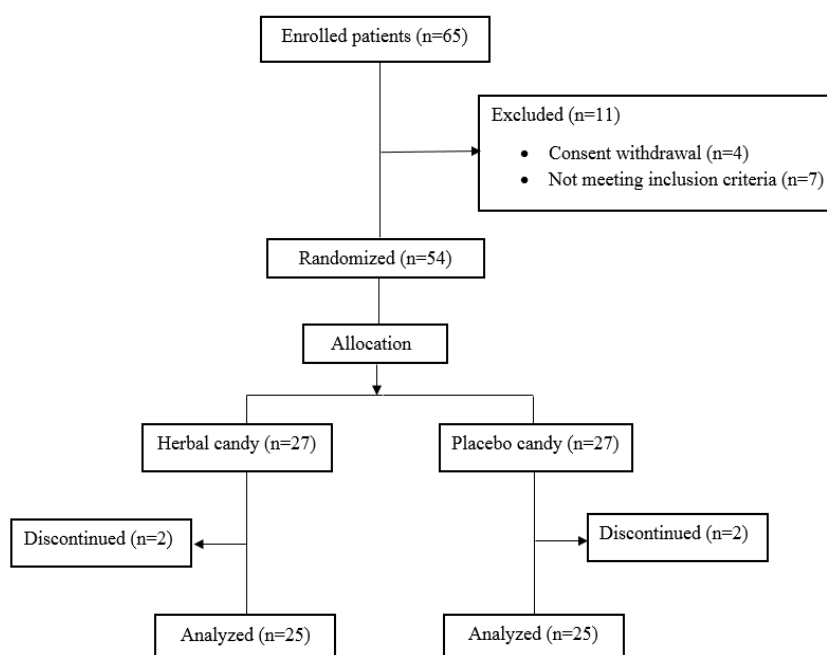 Enrolled patients (n=65)
Excluded (n=11)
• Consent withdrawal (n=4)
• Not meeting inclusion criteria (n=7)
Randomized (n=54)
Allocation
Herbal candy (n=27)
Placebo candy (n=27)
Discontinued (n=2)
Discontinued (n=2)
Analyzed (n=25)
Analyzed (n=25)